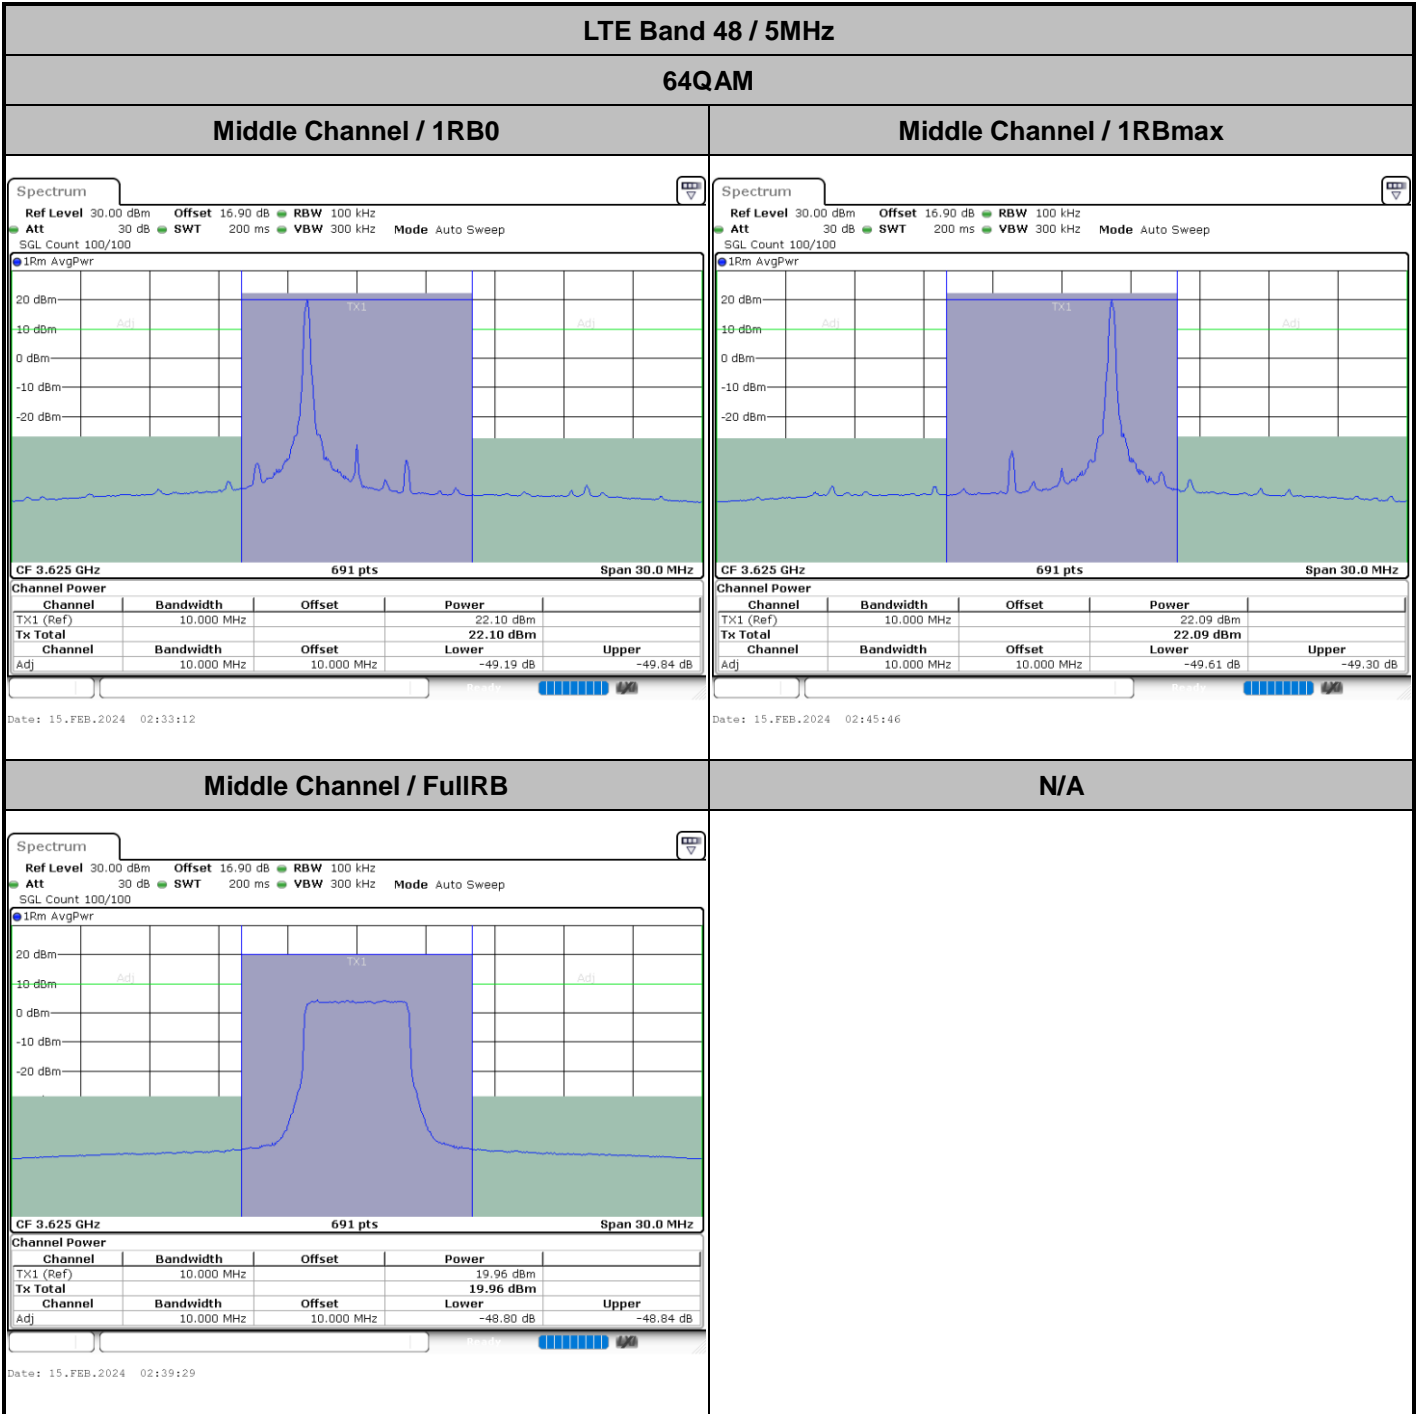 LTE Band 48 / 5MHz
64QAM
Middle Channel / 1RB0
Spectrum
Ref Level 30.00 dBm Offset 16.90 dB RBW 100 kHz
Att 30 dB SWT 200 ms VBW 300 kHz Mode Auto Sweep
SGL Count 100/100
1Rm AvgPwr
TX1
20 dBm
Adj
Adj
10 dBm
0 dBm
-10 dBm
-20 dBm
CF 3.625 GHz 691 pts Span 30.0 MHz
Channel Power
Channel Bandwidth Offset Power
TX1 (Ref) 10.000 MHz 22.10 dBm
Tx Total 22.10 dBm
Channel Bandwidth Offset Lower Upper
Adj 10.000 MHz 10.000 MHz -49.19 dB -49.84 dB
Ready
Date: 15.FEB.2024 02:33:12
Middle Channel / 1RBmax
Spectrum
Ref Level 30.00 dBm Offset 16.90 dB RBW 100 kHz
Att 30 dB SWT 200 ms VBW 300 kHz Mode Auto Sweep
SGL Count 100/100
1Rm AvgPwr
TX1
20 dBm
Adj
Adj
10 dBm
0 dBm
-10 dBm
-20 dBm
CF 3.625 GHz 691 pts Span 30.0 MHz
Channel Power
Channel Bandwidth Offset Power
TX1 (Ref) 10.000 MHz 22.09 dBm
Tx Total 22.09 dBm
Channel Bandwidth Offset Lower Upper
Adj 10.000 MHz 10.000 MHz -49.61 dB -49.30 dB
Ready
Date: 15.FEB.2024 02:45:46
Middle Channel / FullRB
Spectrum
Ref Level 30.00 dBm Offset 16.90 dB RBW 100 kHz
Att 30 dB SWT 200 ms VBW 300 kHz Mode Auto Sweep
SGL Count 100/100
1Rm AvgPwr
20 dBm
TX1
Adj
Adj
10 dBm
0 dBm
-10 dBm
-20 dBm
CF 3.625 GHz 691 pts Span 30.0 MHz
Channel Power
Channel Bandwidth Offset Power
TX1 (Ref) 10.000 MHz 19.96 dBm
Tx Total 19.96 dBm
Channel Bandwidth Offset Lower Upper
Adj 10.000 MHz 10.000 MHz -48.80 dB -48.84 dB
Ready
Date: 15.FEB.2024 02:39:29
N/A